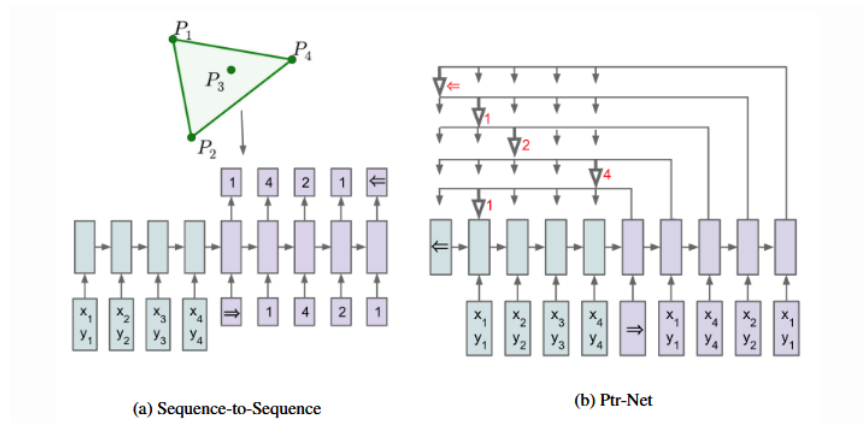 P1
P4
P3
P2
1 4 2 1 ⇐
⇒ 1 4 2 1
x1 x2 x3 x4
y1 y2 y3 y4
(a) Sequence-to-Sequence
⇐
1
2
4
1
⇐
x1 x2 x3 x4 ⇒ x1 x4 x2 x1
y1 y2 y3 y4 y1 y4 y2 y1
(b) Ptr-Net